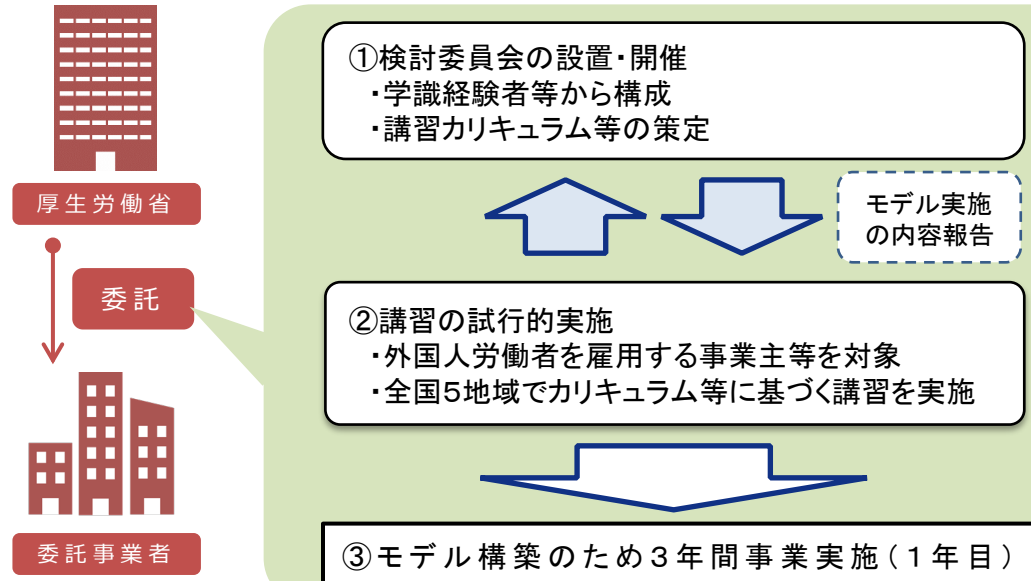 厚生労働省
委託
委託事業者
①検討委員会の設置・開催
・学識経験者等から構成
・講習カリキュラム等の策定
モデル実施
の内容報告
②講習の試行的実施
・外国人労働者を雇用する事業主等を対象
・全国5地域でカリキュラム等に基づく講習を実施
③モデル構築のため3年間事業実施(1年目)